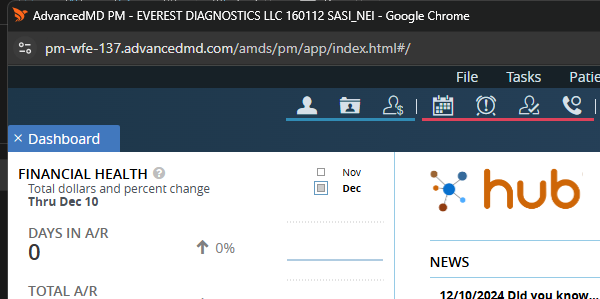 AdvancedMD PM - EVEREST DIAGNOSTICS LLC 160112 SASI_NEI - Google Chrome
pm-wfe-137.advancedmd.com/amds/pm/app/index.html#/
File Tasks Patie
× Dashboard
FINANCIAL HEALTH ?
Total dollars and percent change
Thru Dec 10
Nov
Dec
DAYS IN A/R
0
↑ 0%
TOTAL A/R
hub
NEWS
12/10/2024 Did you know...